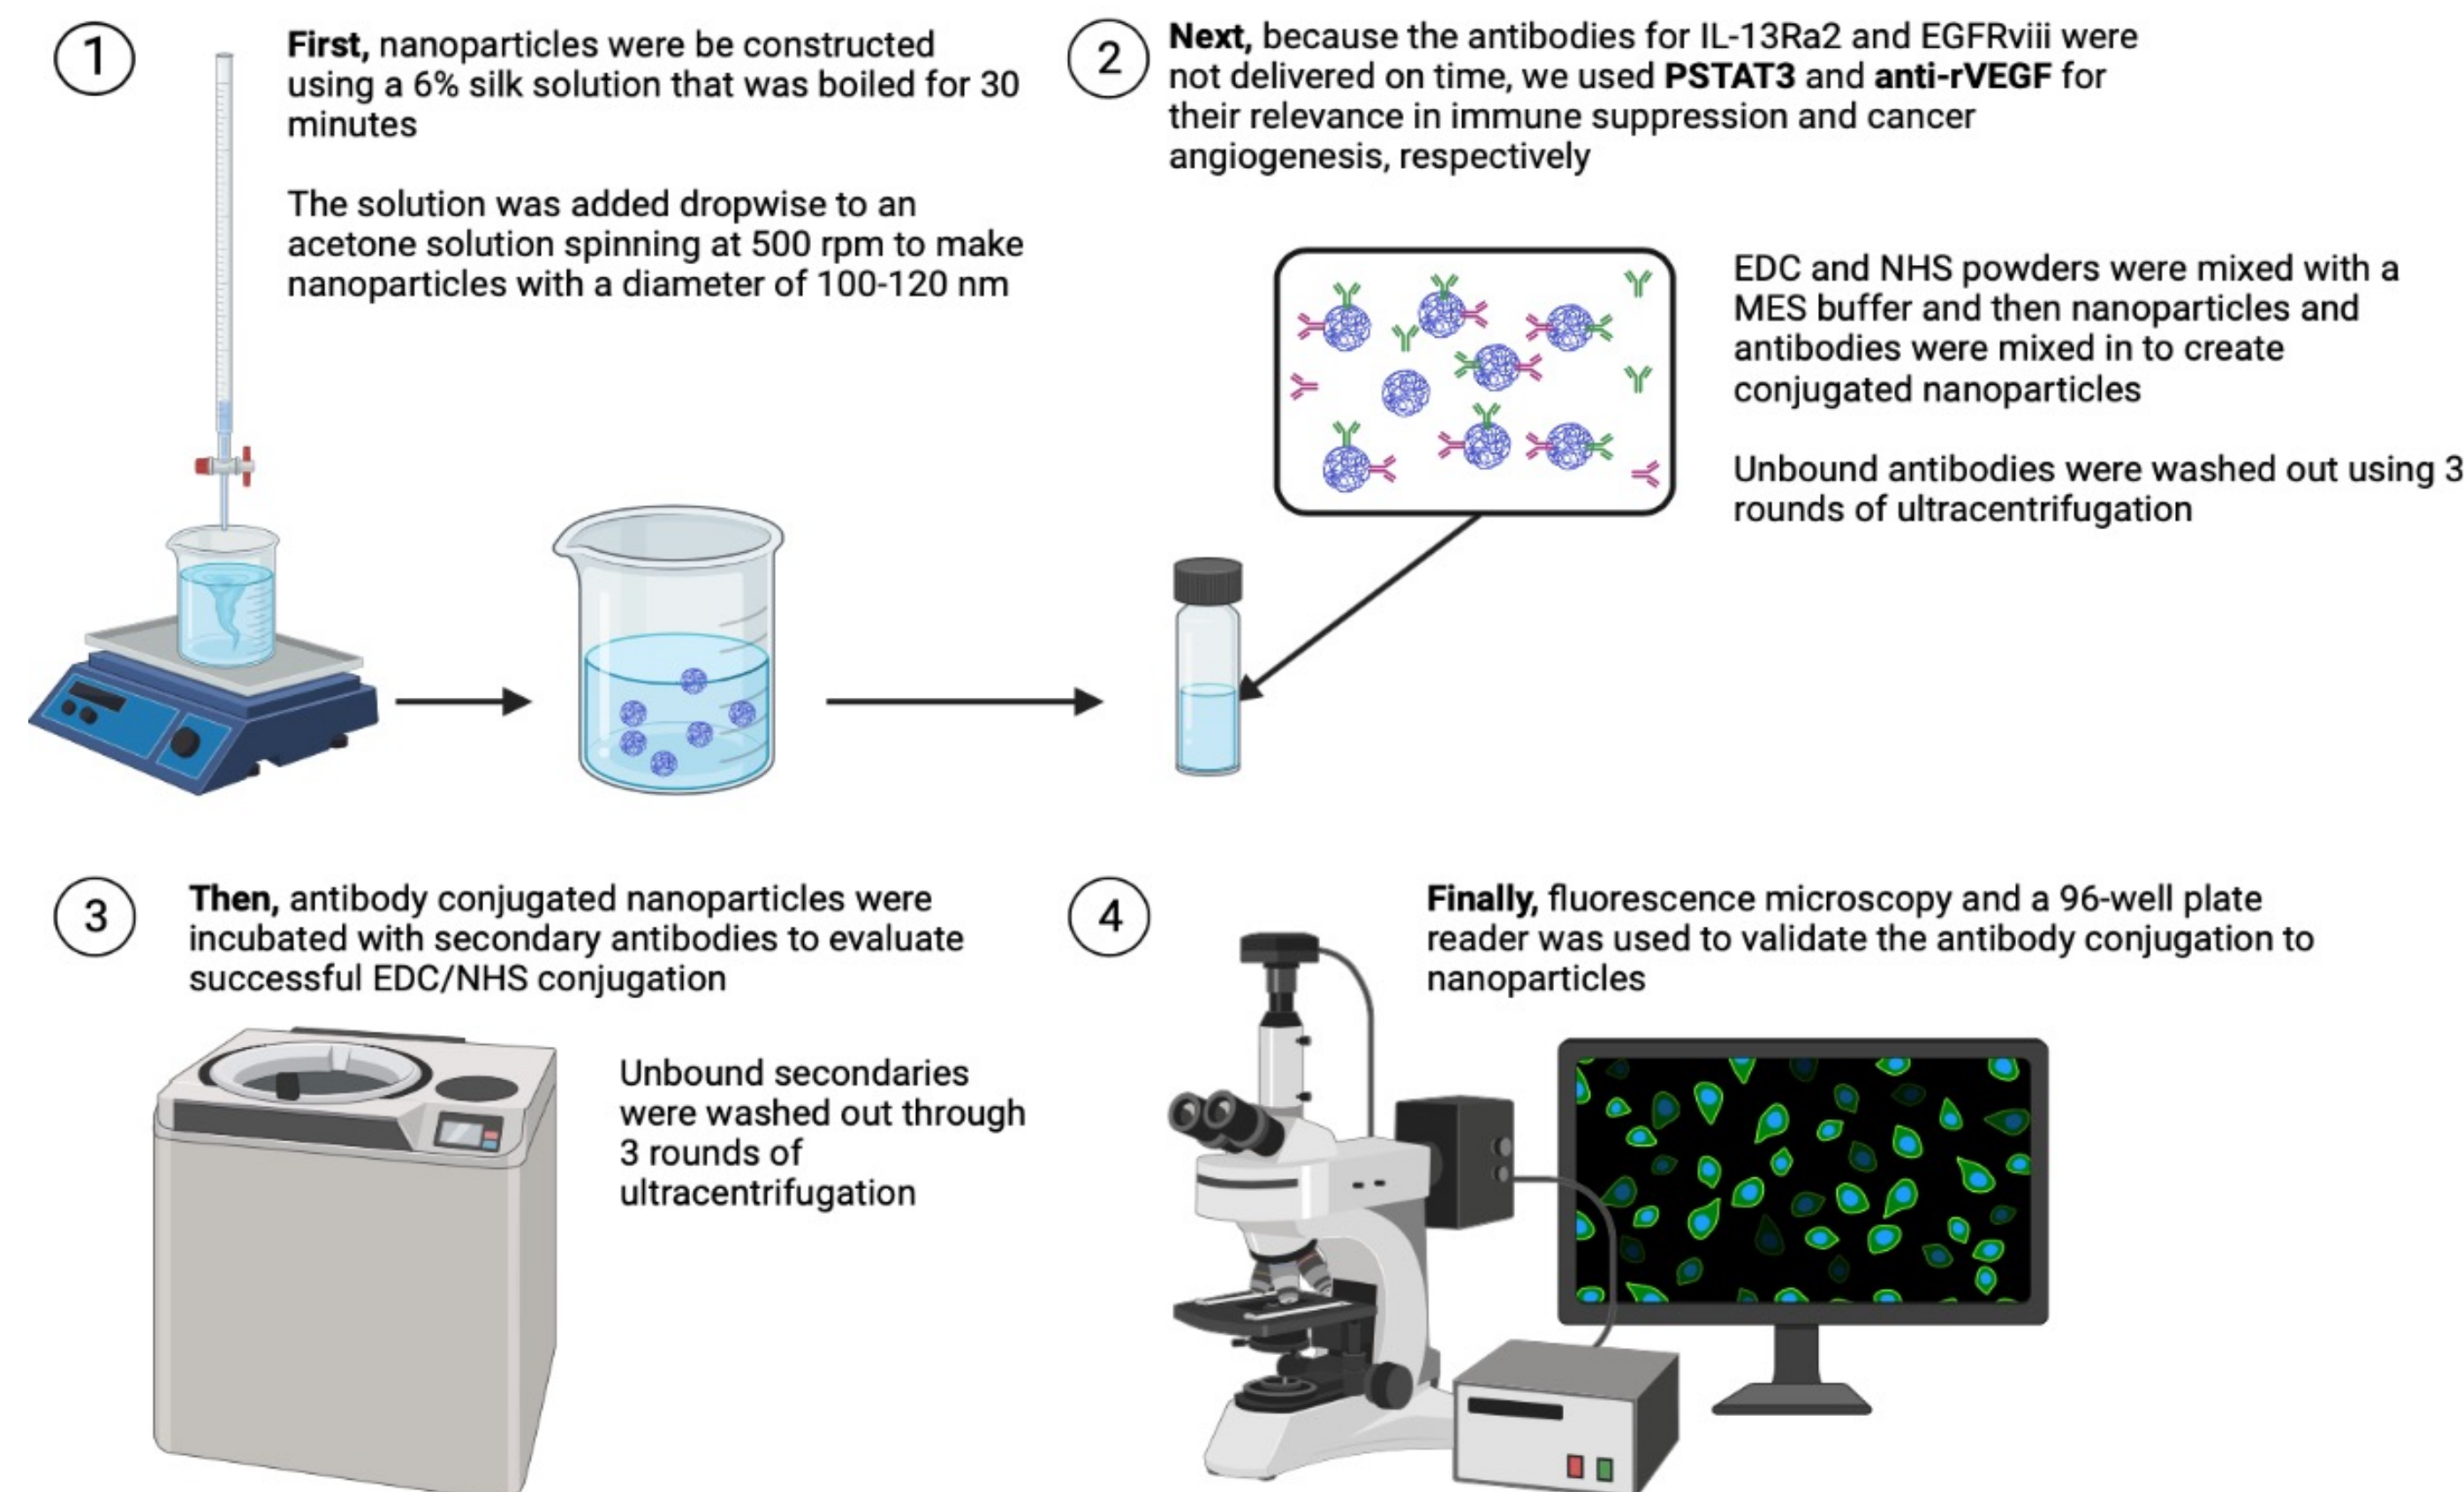 1
First, nanoparticles were be constructed
using a 6% silk solution that was boiled for 30
minutes
The solution was added dropwise to an
acetone solution spinning at 500 rpm to make
nanoparticles with a diameter of 100-120 nm
2
Next, because the antibodies for IL-13Ra2 and EGFRviii were
not delivered on time, we used PSTAT3 and anti-rVEGF for
their relevance in immune suppression and cancer
angiogenesis, respectively
EDC and NHS powders were mixed with a
MES buffer and then nanoparticles and
antibodies were mixed in to create
conjugated nanoparticles
Unbound antibodies were washed out using 3
rounds of ultracentrifugation
3
Then, antibody conjugated nanoparticles were
incubated with secondary antibodies to evaluate
successful EDC/NHS conjugation
Unbound secondaries
were washed out through
3 rounds of
ultracentrifugation
4
Finally, fluorescence microscopy and a 96-well plate
reader was used to validate the antibody conjugation to
nanoparticles